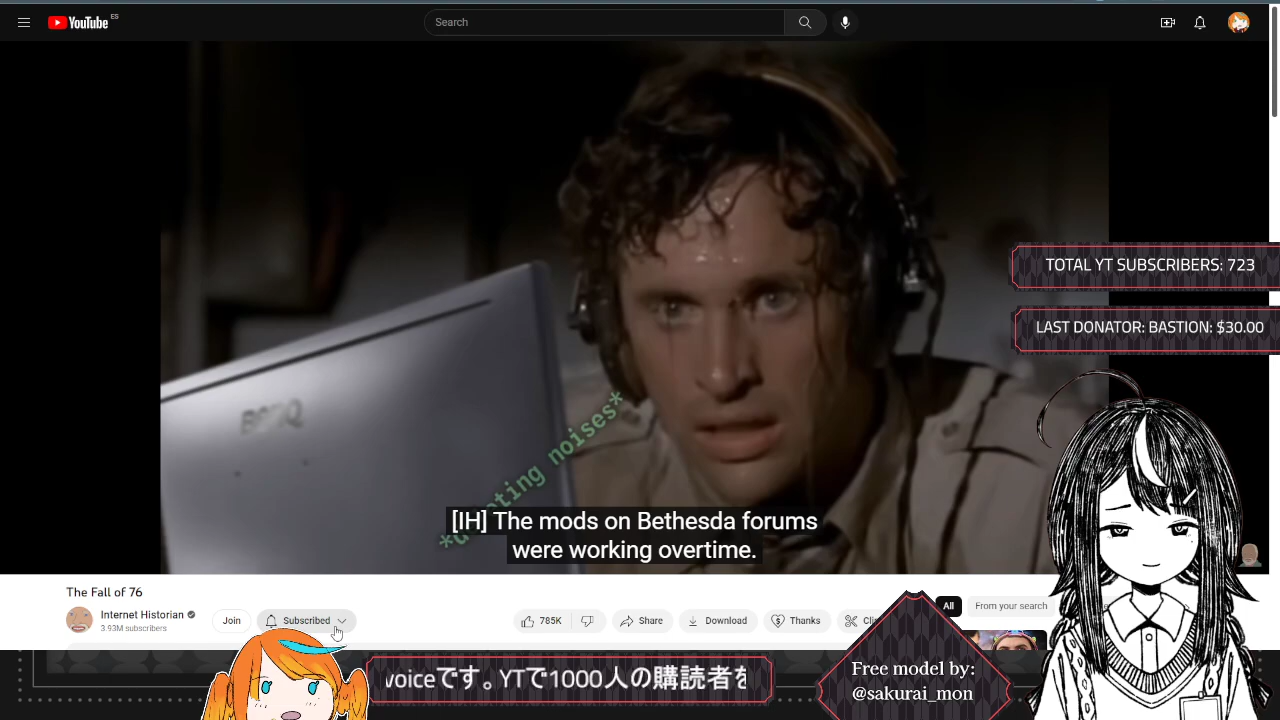 YouTube ES
Search
TOTAL YT SUBSCRIBERS: 723
LAST DONATOR: BASTION: $30.00
BENQ
noises*
[IH] The mods on Bethesda forums
were working overtime.
The Fall of 76
Internet Historian
3.93M subscribers
Join
Subscribed
785K
Share
Download
Thanks
All
From your search
voiceです。YTで1000人の購読者を
Free model by:
@sakurai_mon